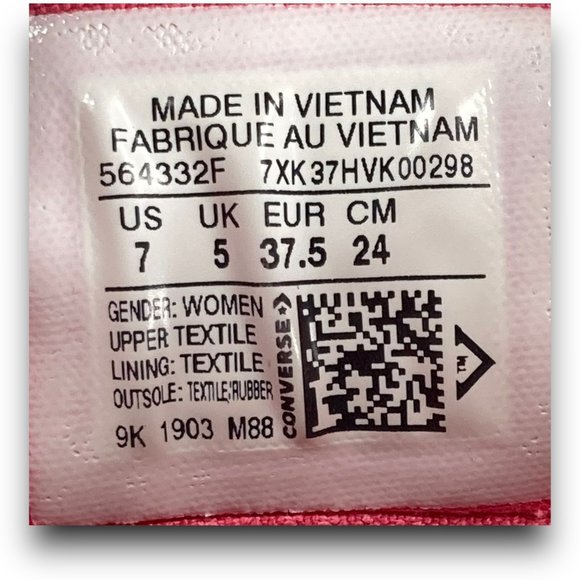 MADE IN VIETNAM
FABRIQUE AU VIETNAM
564332F 7XK37HVK00298
US UK EUR CM
7 5 37.5 24
GENDER: WOMEN
UPPER TEXTILE
LINING: TEXTILE
OUTSOLE: TEXTILE/RUBBER
9K 1903 M88
CONVERSE
TM